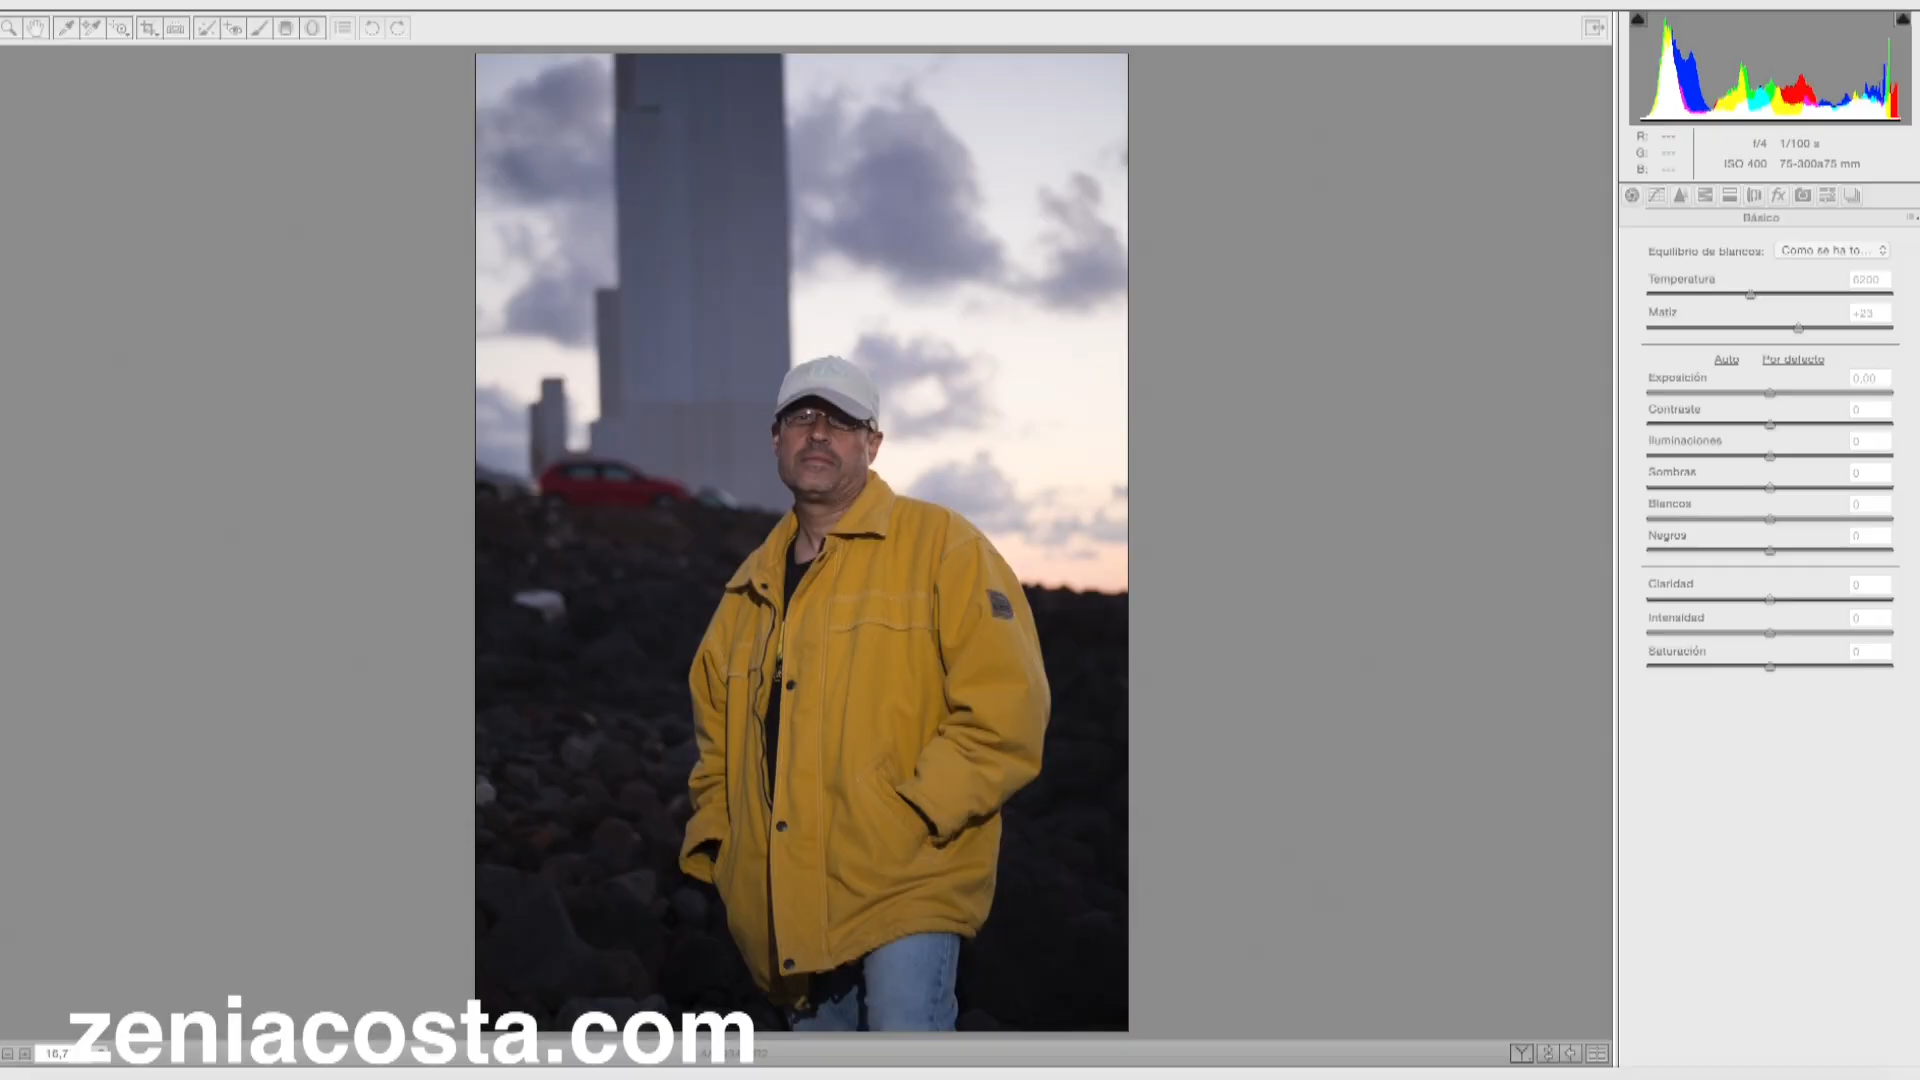 R: ---
G: ---
B: ---
f/4 1/100 s
ISO 400 75-300a75 mm
fx
Básico
Equilibrio de blancos: Como se ha to...
Temperatura 6200
Matiz +23
Auto Por defecto
Exposición 0,00
Contraste 0
Iluminaciones 0
Sombras 0
Blancos 0
Negros 0
Claridad 0
Intensidad 0
Saturación 0
zeniacosta.com
16,7